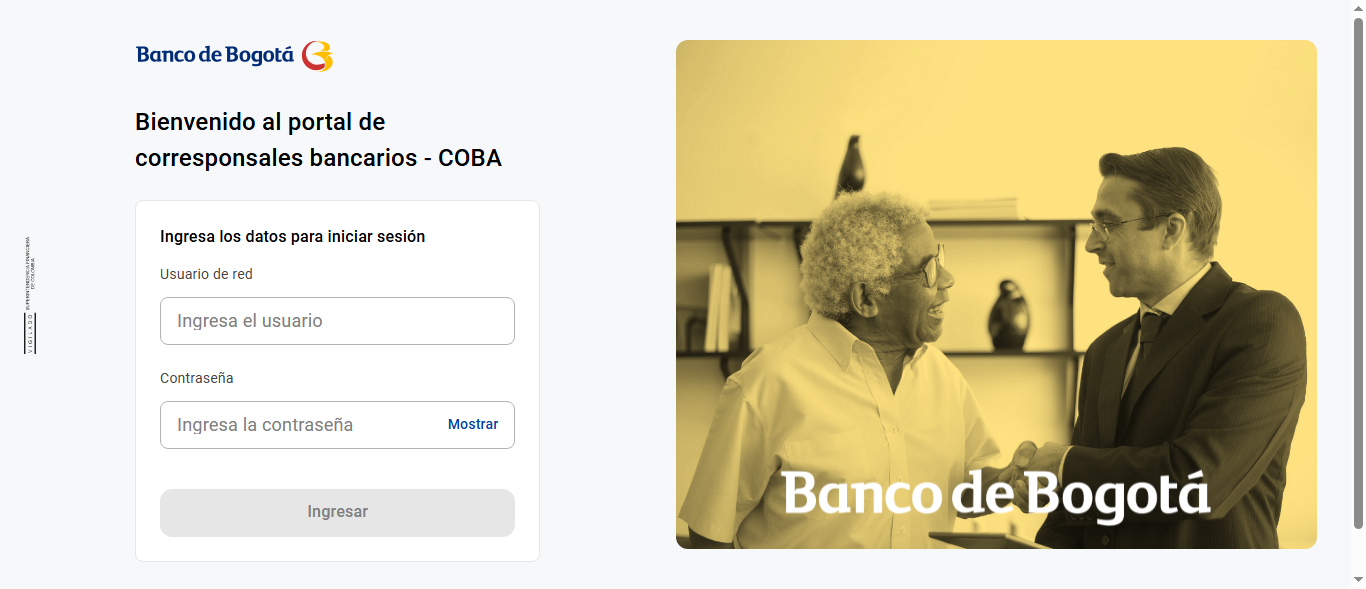 Banco de Bogotá
Bienvenido al portal de
corresponsales bancarios - COBA
Ingresa los datos para iniciar sesión
Usuario de red
Ingresa el usuario
Contraseña
Ingresa la contraseña Mostrar
Ingresar
VIGILADO SUPERINTENDENCIA FINANCIERA
DE COLOMBIA
Banco de Bogotá